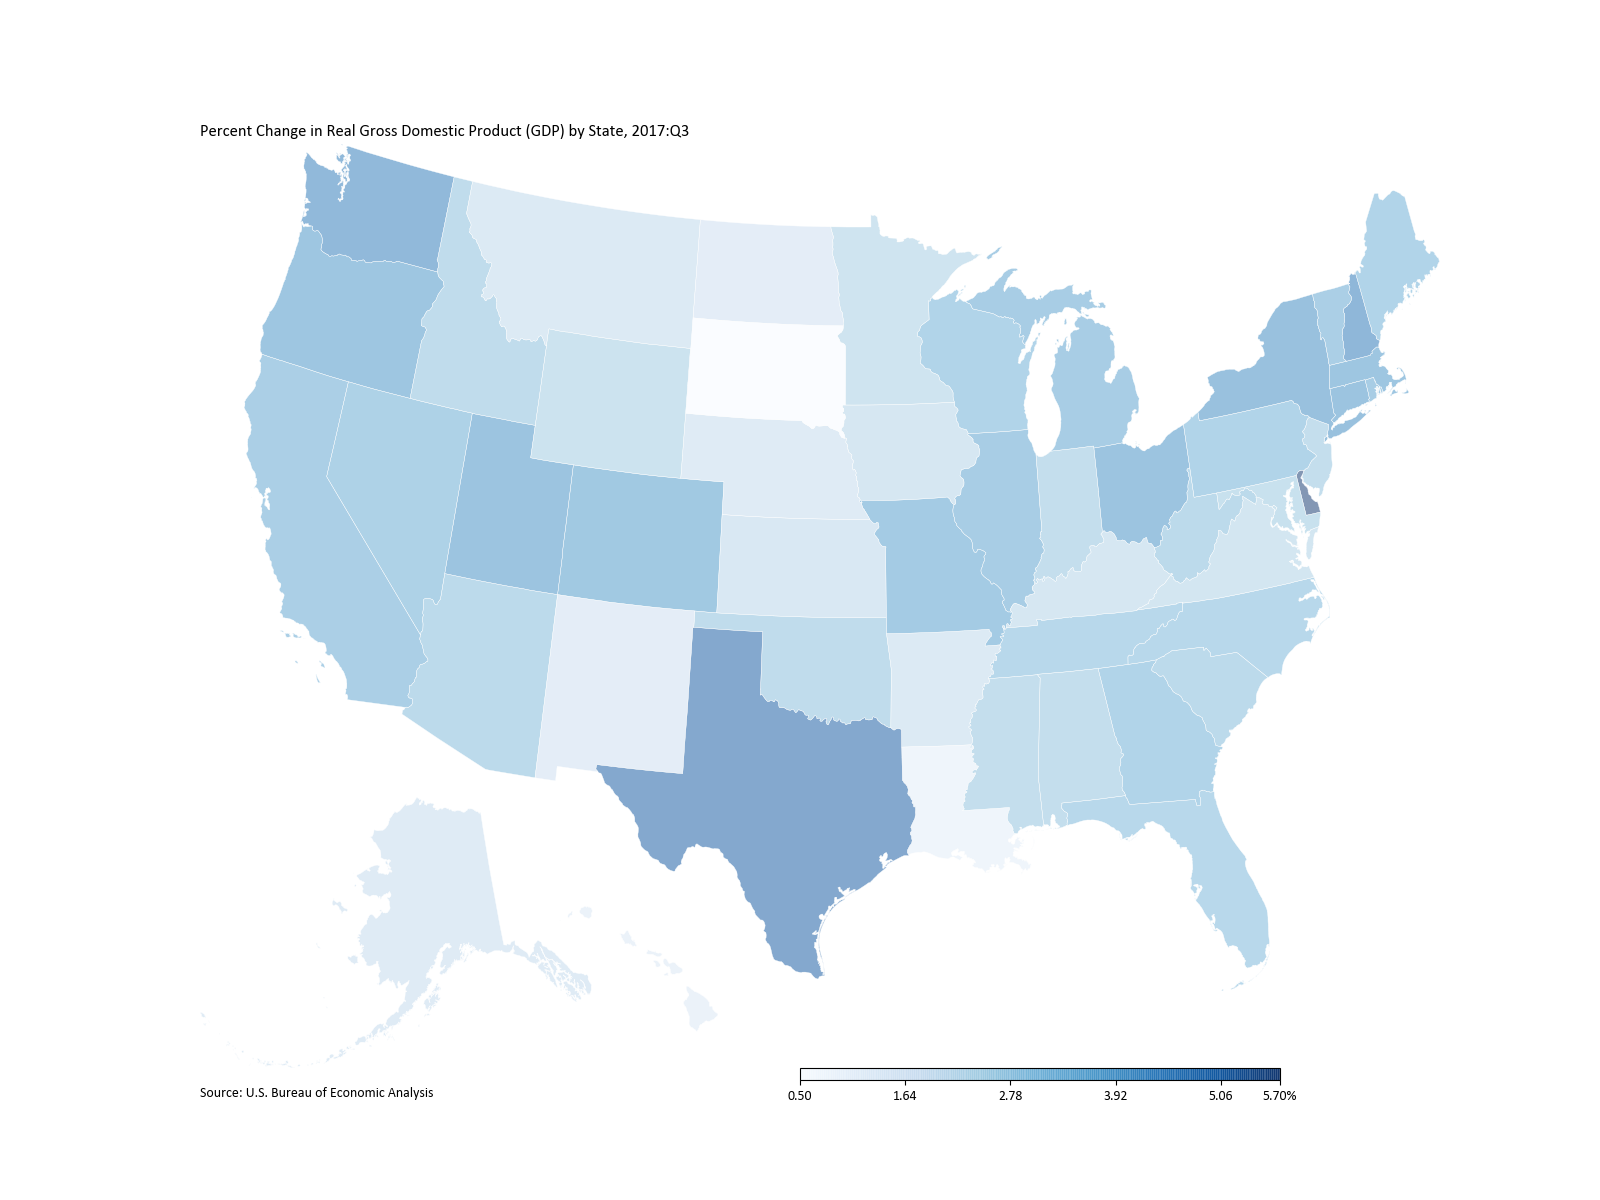 Percent Change in Real Gross Domestic Product (GDP) by State, 2017:Q3
Source: U.S. Bureau of Economic Analysis
0.50 1.64 2.78 3.92 5.06 5.70%